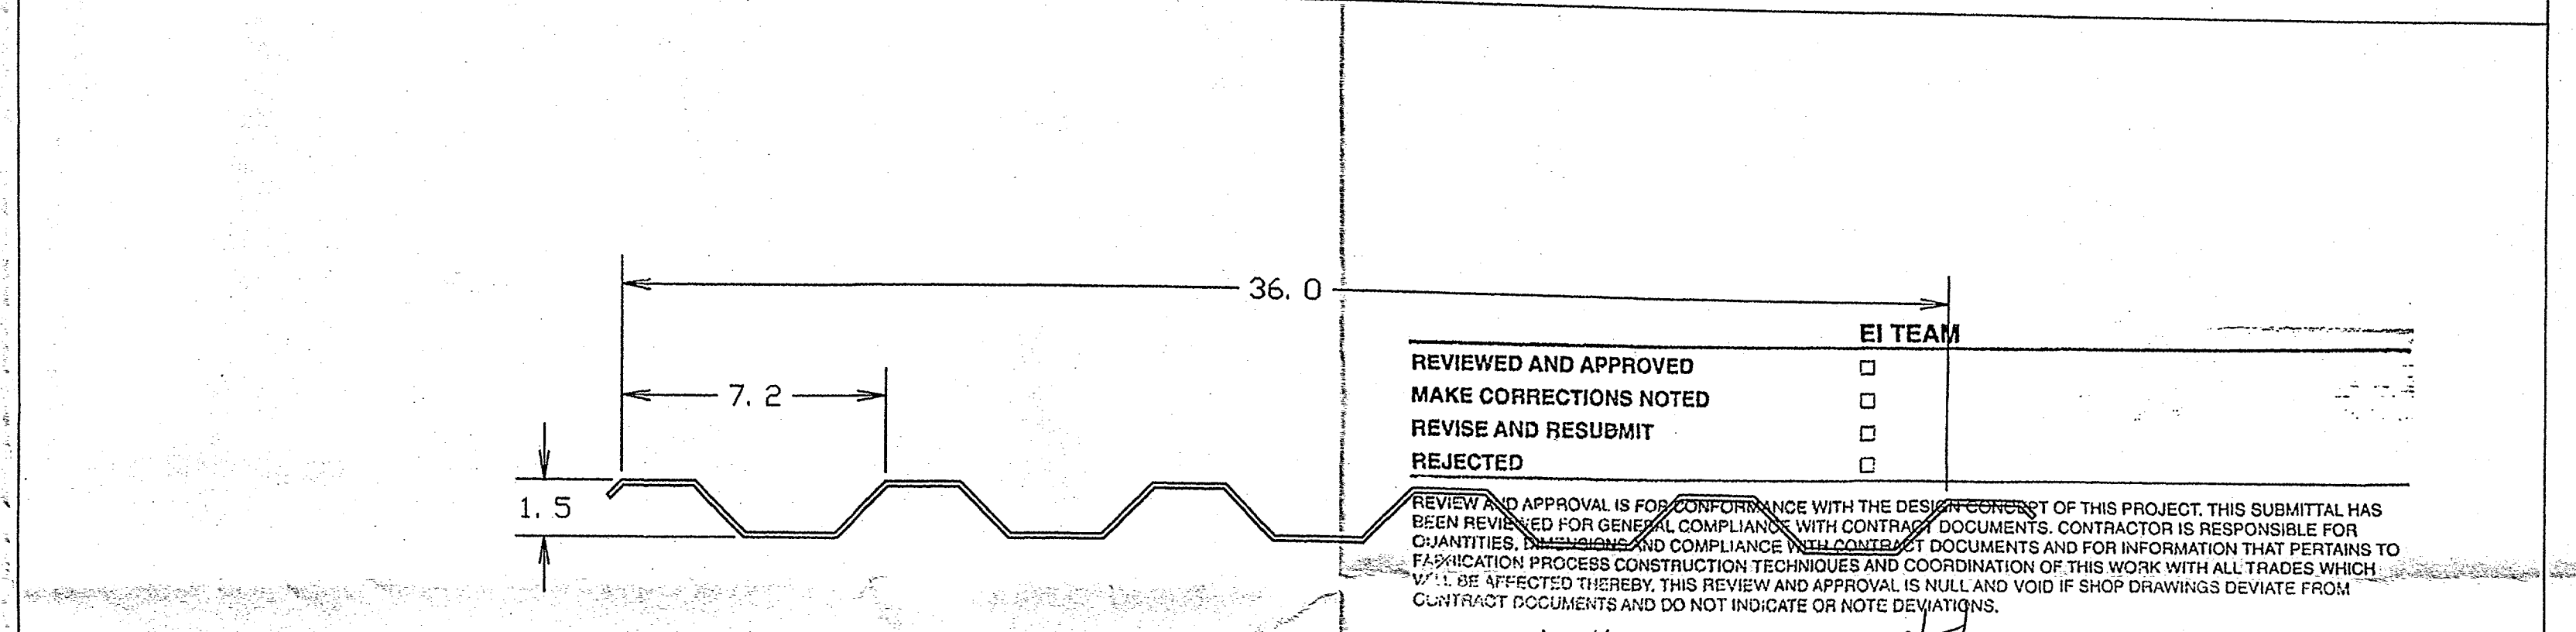 36.0
EI TEAM
REVIEWED AND APPROVED
7.2
MAKE CORRECTIONS NOTED
REVISE AND RESUBMIT
REJECTED
1.5
REVIEW AND APPROVAL IS FOR CONFORMANCE WITH THE DESIGN CONCEPT OF THIS PROJECT. THIS SUBMITTAL HAS
BEEN REVIEWED FOR GENERAL COMPLIANCE WITH CONTRACT DOCUMENTS. CONTRACTOR IS RESPONSIBLE FOR
QUANTITIES, DIMENSIONS AND COMPLIANCE WITH CONTRACT DOCUMENTS AND FOR INFORMATION THAT PERTAINS TO
FABRICATION PROCESS CONSTRUCTION TECHNIQUES AND COORDINATION OF THIS WORK WITH ALL TRADES WHICH
WILL BE AFFECTED THEREBY. THIS REVIEW AND APPROVAL IS NULL AND VOID IF SHOP DRAWINGS DEVIATE FROM
CONTRACT DOCUMENTS AND DO NOT INDICATE OR NOTE DEVIATIONS.